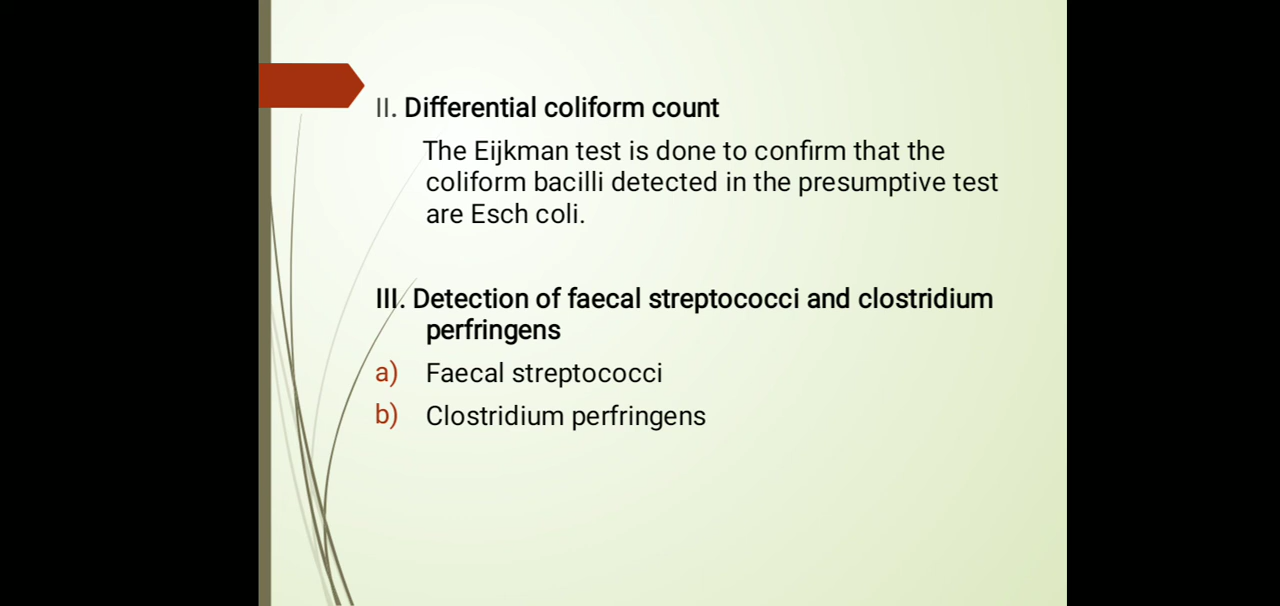 II. Differential coliform count
The Eijkman test is done to confirm that the
coliform bacilli detected in the presumptive test
are Esch coli.
III. Detection of faecal streptococci and clostridium
perfringens
a) Faecal streptococci
b) Clostridium perfringens